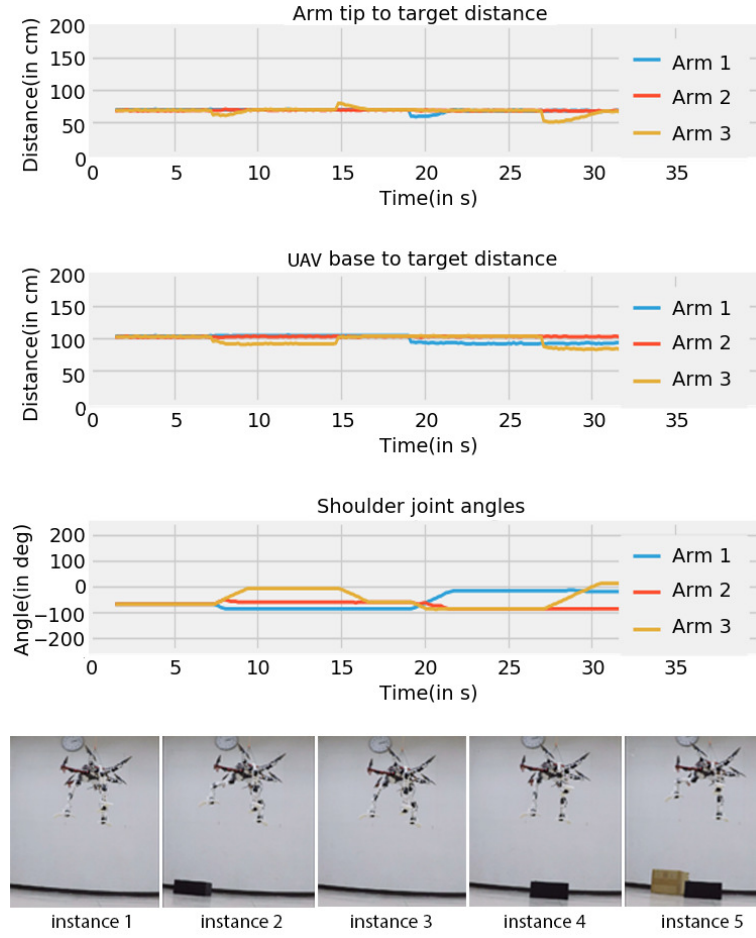 Arm tip to target distance
200
150
100
50
0
Distance(in cm)
Arm 1
Arm 2
Arm 3
0 5 10 15 20 25 30 35
Time(in s)
UAV base to target distance
200
150
100
50
0
Distance(in cm)
Arm 1
Arm 2
Arm 3
0 5 10 15 20 25 30 35
Time(in s)
Shoulder joint angles
200
100
0
−100
−200
Angle(in deg)
Arm 1
Arm 2
Arm 3
0 5 10 15 20 25 30 35
Time(in s)
instance 1 instance 2 instance 3 instance 4 instance 5